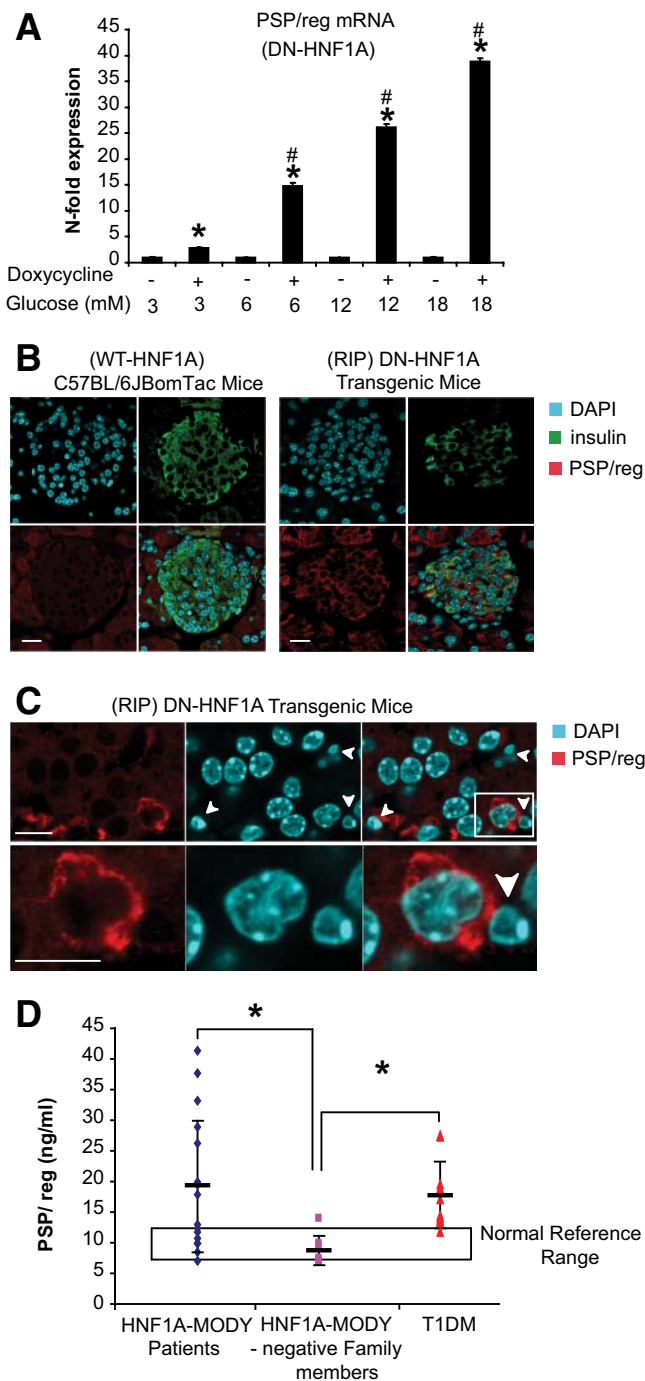 A
PSP/reg mRNA
(DN-HNF1A)
N-fold expression
45
40
35
30
25
20
15
10
5
0
*
# *
# *
# *
Doxycycline - + - + - + - +
Glucose (mM) 3 3 6 6 12 12 18 18
B
(WT-HNF1A)
C57BL/6JBomTac Mice
(RIP) DN-HNF1A
Transgenic Mice
DAPI
insulin
PSP/reg
C
(RIP) DN-HNF1A Transgenic Mice
DAPI
PSP/reg
D
PSP/ reg (ng/ml)
45
40
35
30
25
20
15
10
5
0
*
*
Normal Reference
Range
HNF1A-MODY
Patients
HNF1A-MODY
- negative Family
members
T1DM